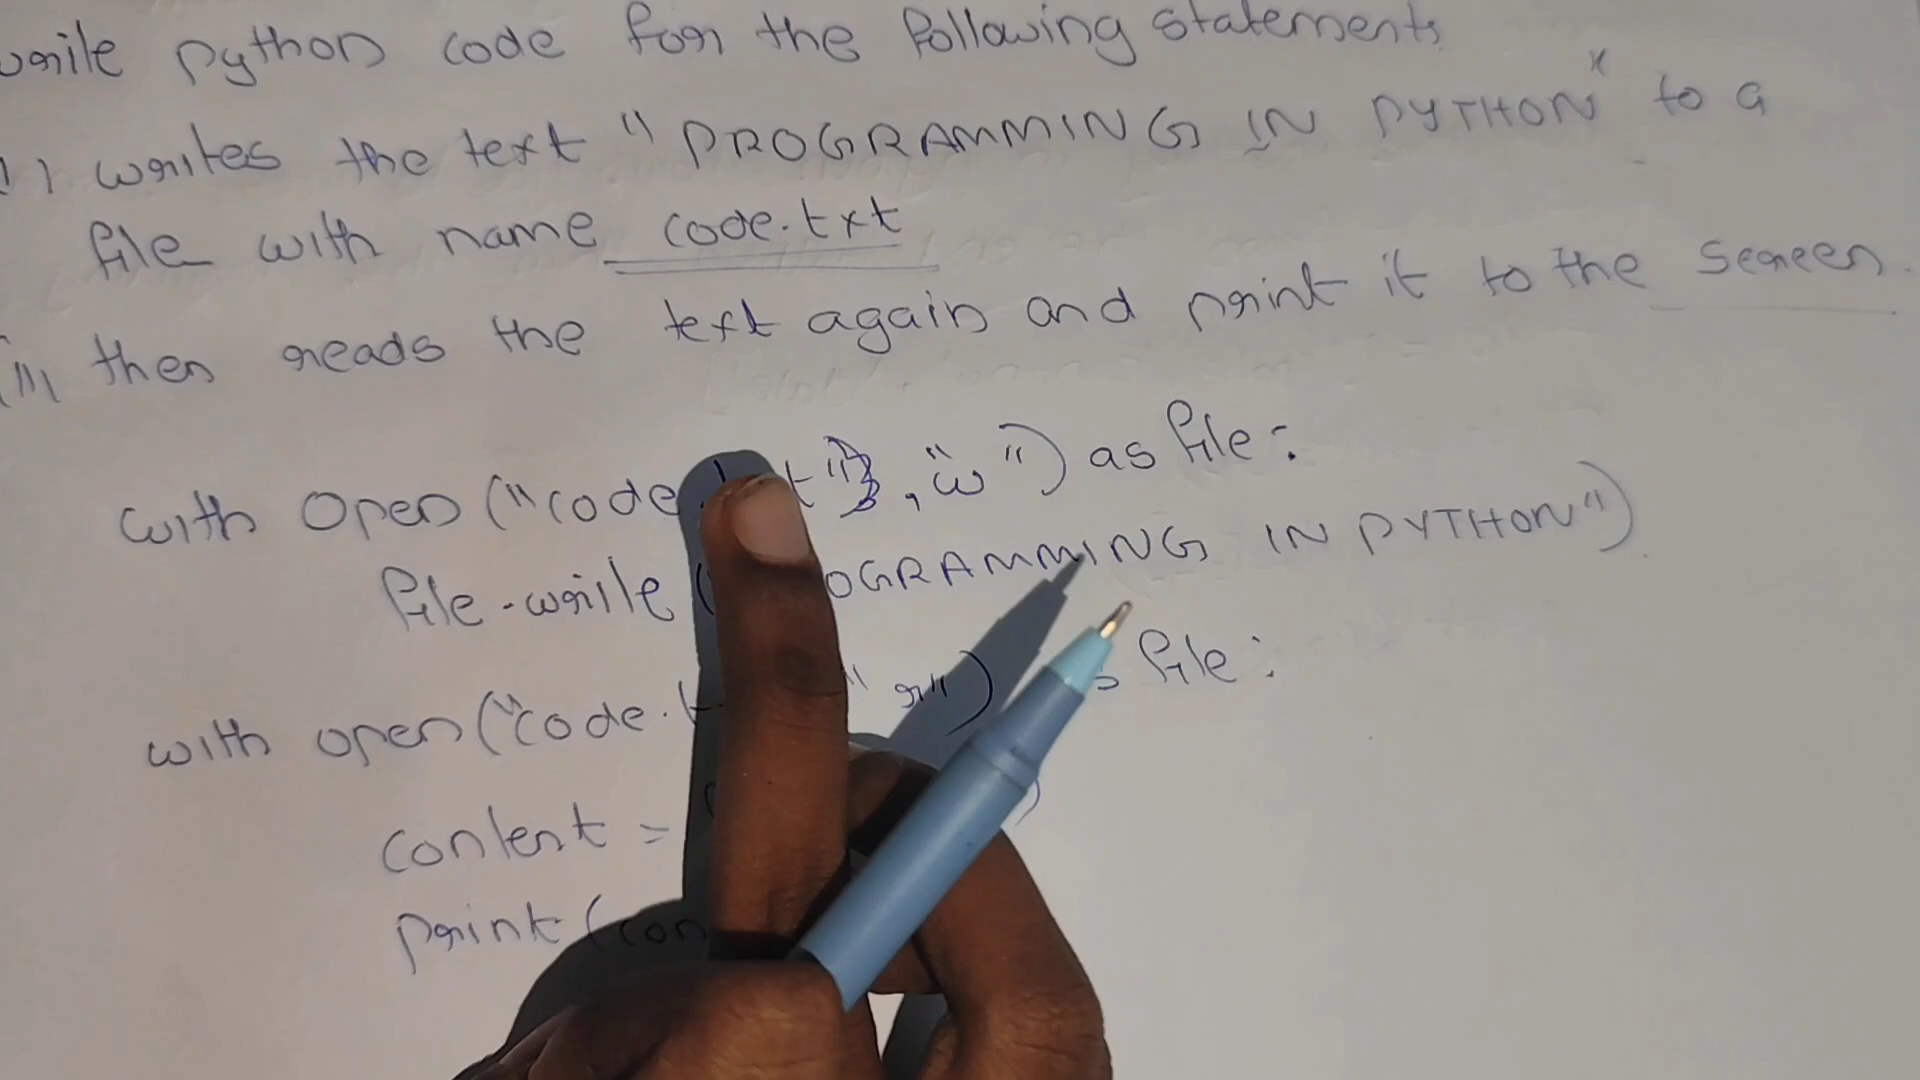 write python code for the following statements
i) writes the text "PROGRAMMING IN PYTHON" to a
file with name code.txt
ii) then reads the text again and print it to the screen.
with open("code. t", "w") as file:
file.write( OGRAMMING IN PYTHON")
with open("code.t "r") s file:
content = )
print(con